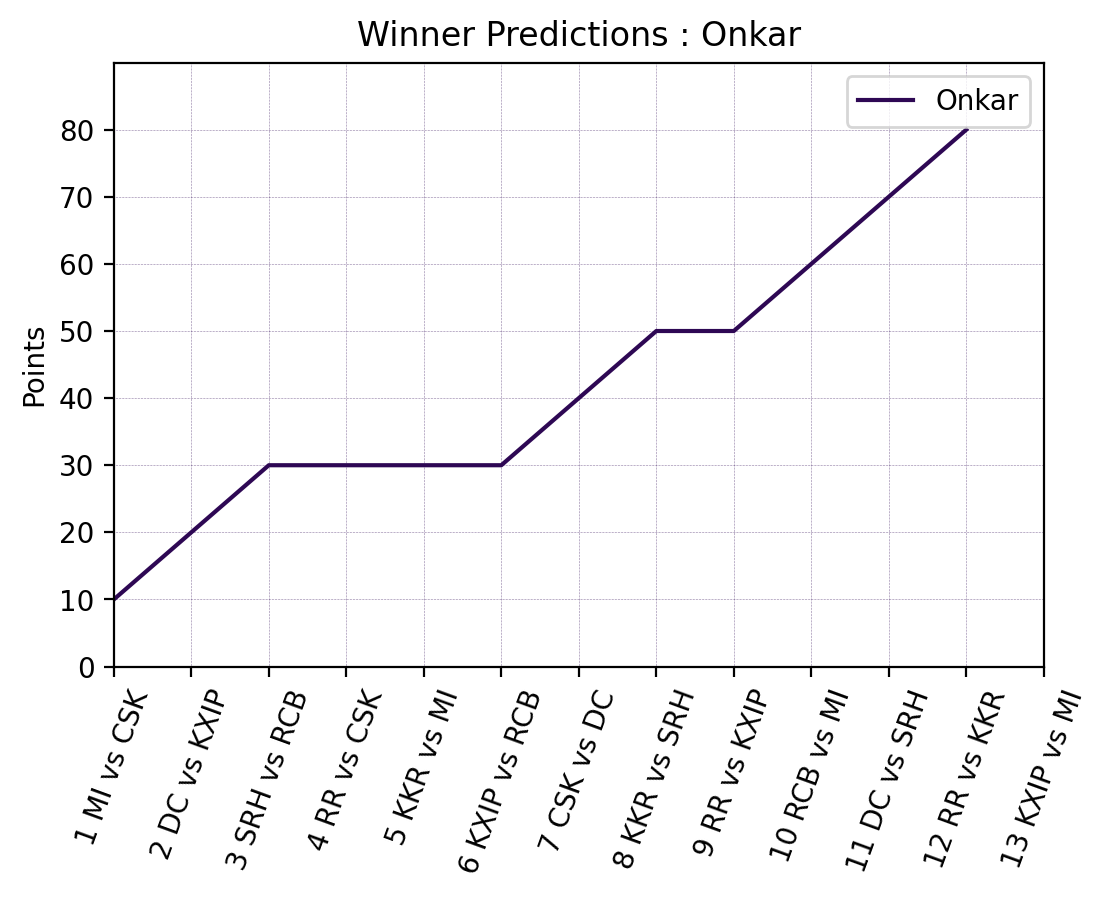 Winner Predictions : Onkar
Onkar
Points
80
70
60
50
40
30
20
10
0
1 MI vs CSK
2 DC vs KXIP
3 SRH vs RCB
4 RR vs CSK
5 KKR vs MI
6 KXIP vs RCB
7 CSK vs DC
8 KKR vs SRH
9 RR vs KXIP
10 RCB vs MI
11 DC vs SRH
12 RR vs KKR
13 KXIP vs MI